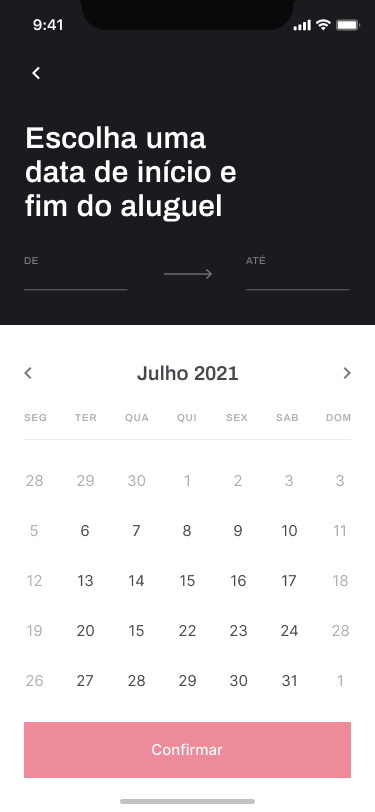 9:41
Escolha uma
data de início e
fim do aluguel
DE ATÉ
Julho 2021
SEG TER QUA QUI SEX SAB DOM
28 29 30 1 2 3 3
5 6 7 8 9 10 11
12 13 14 15 16 17 18
19 20 15 22 23 24 28
26 27 28 29 30 31 1
Confirmar